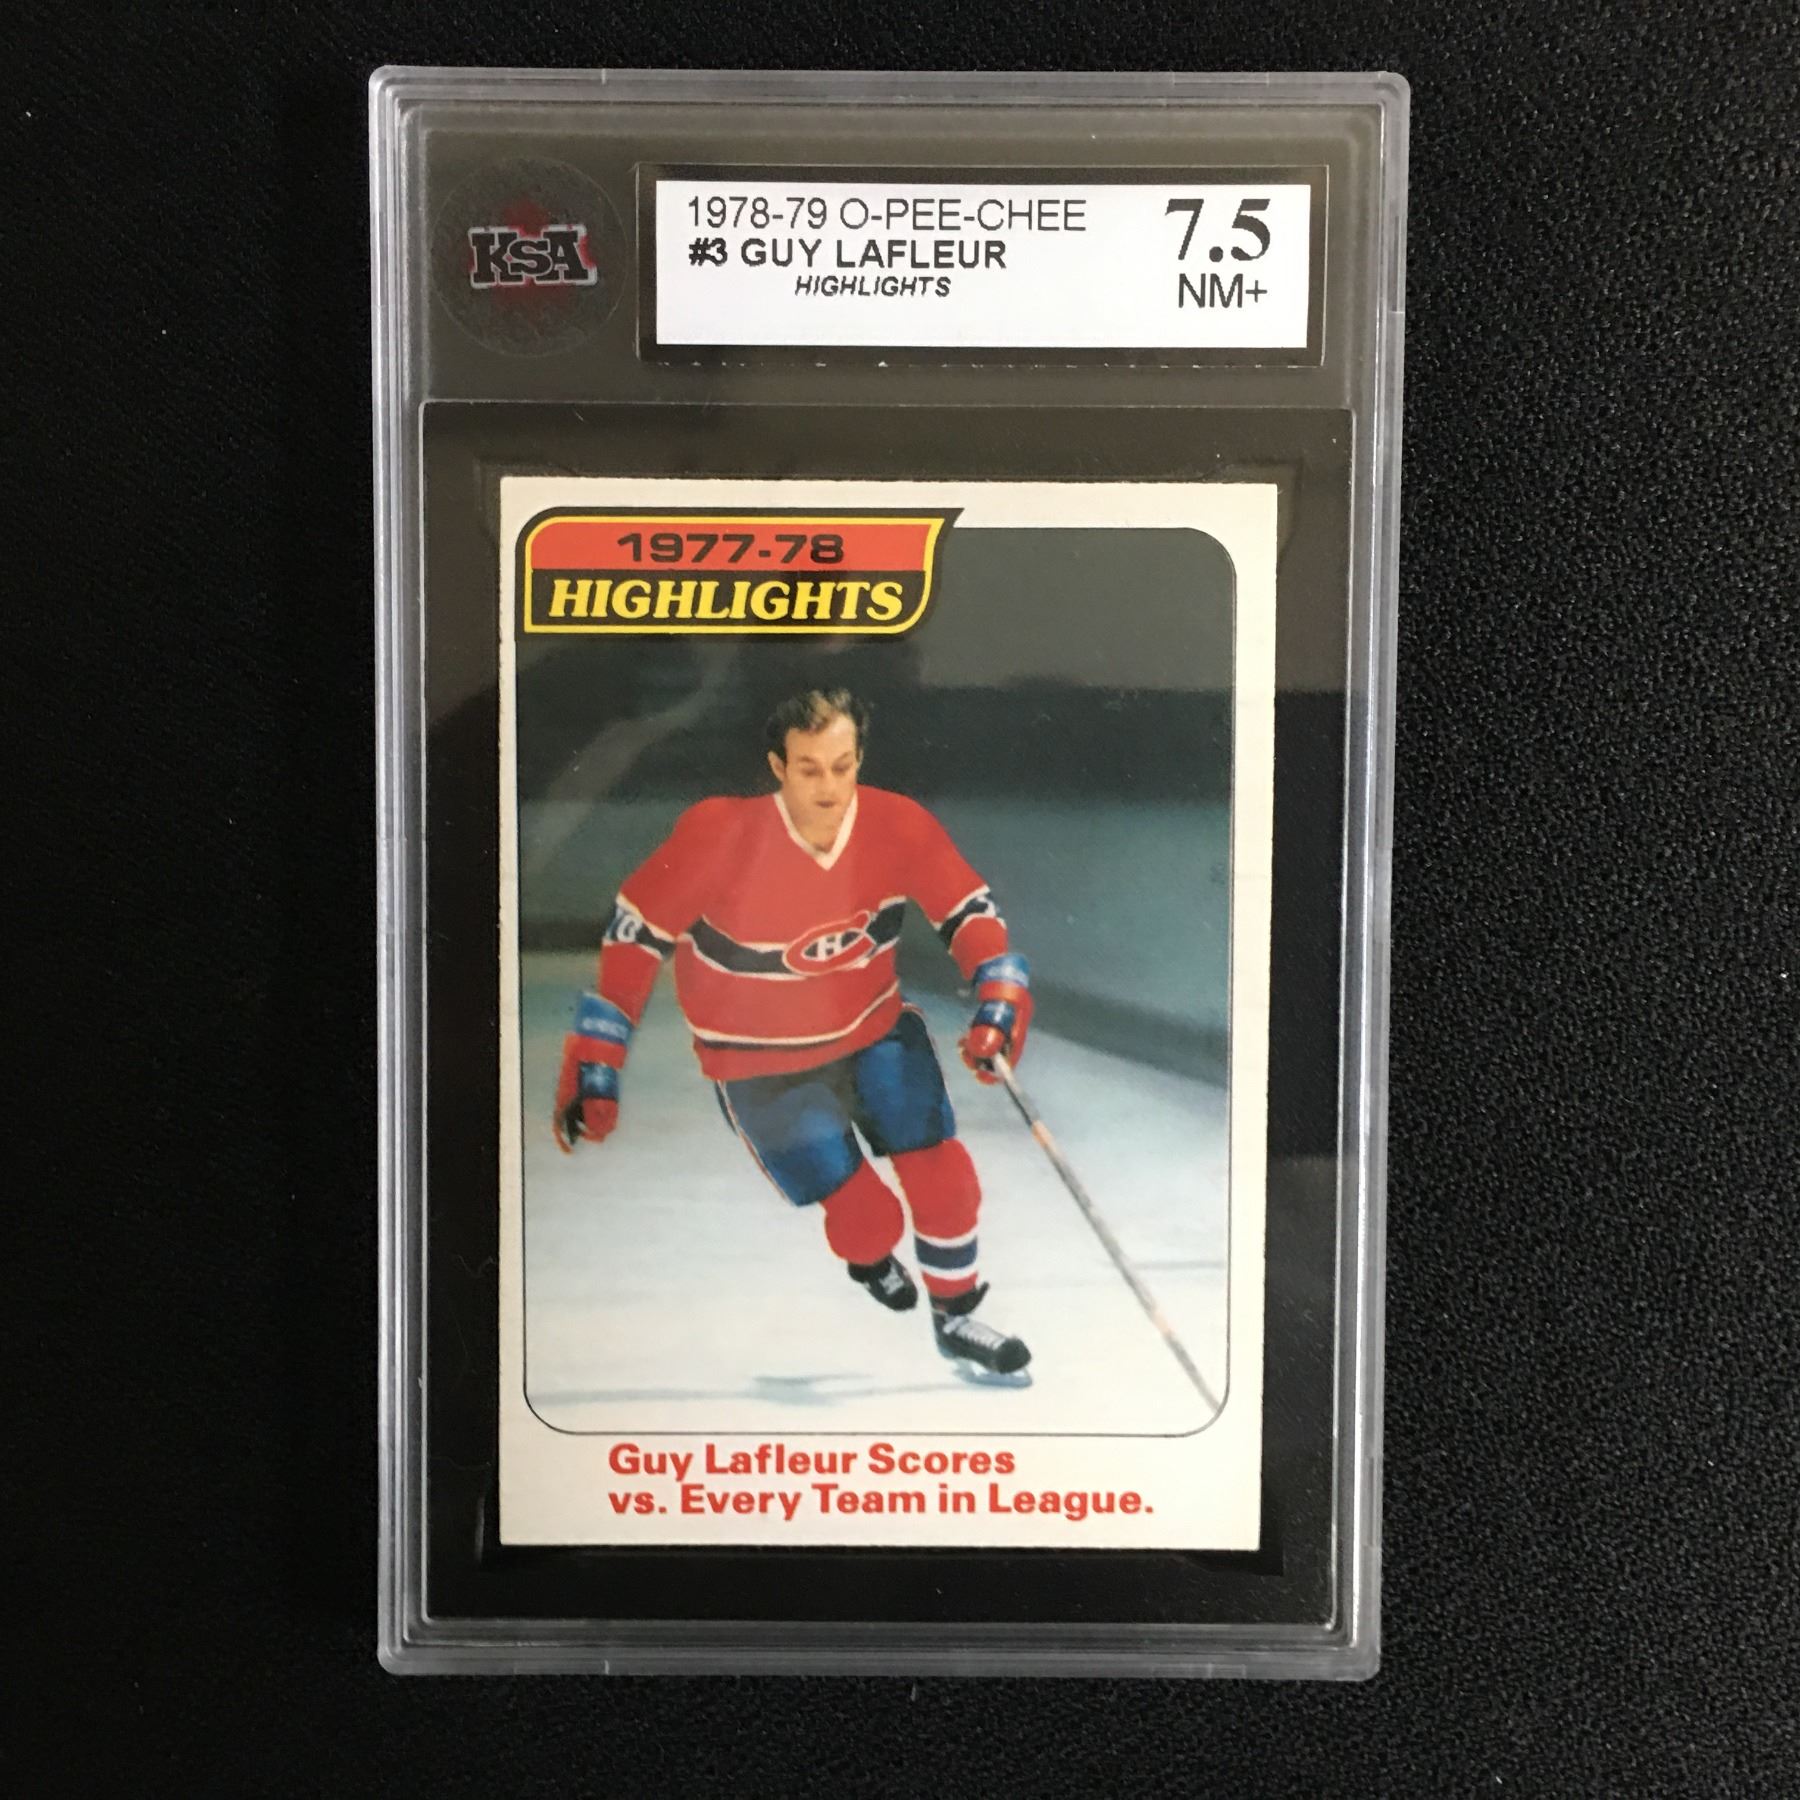 KSA
1978-79 O-PEE-CHEE
#3 GUY LAFLEUR
HIGHLIGHTS
7.5
NM+
1977-78
HIGHLIGHTS
Guy Lafleur Scores
vs. Every Team in League.